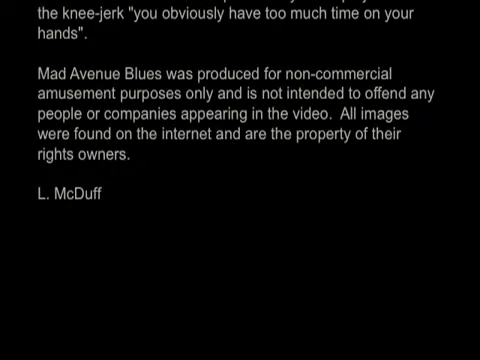 the knee-jerk "you obviously have too much time on your
hands".
Mad Avenue Blues was produced for non-commercial
amusement purposes only and is not intended to offend any
people or companies appearing in the video.  All images
were found on the internet and are the property of their
rights owners.
L. McDuff